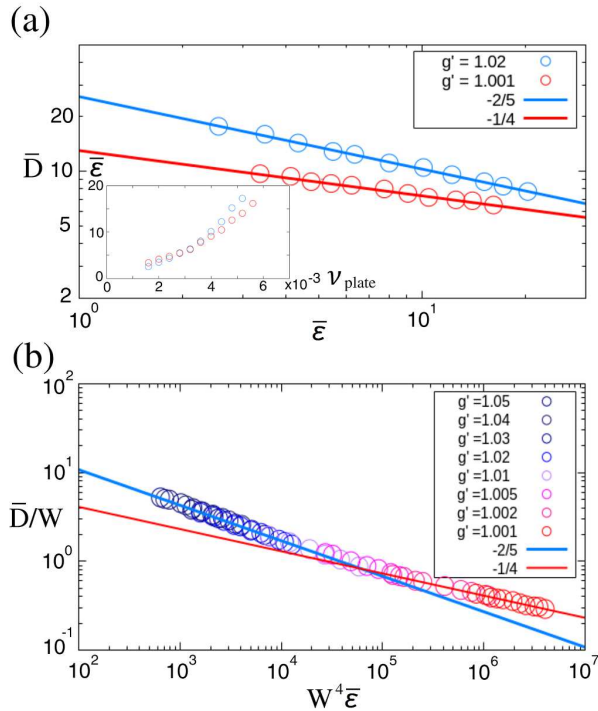 (a)
g' = 1.02
g' = 1.001
-2/5
-1/4
20
10
5
2
D̅
ε̅
20
10
0
0 2 4 6 ×10⁻³ ν plate
10⁰ 10¹
ε̅
(b)
10²
10¹
10⁰
10⁻¹
D̅/W
g' =1.05
g' =1.04
g' =1.03
g' =1.02
g' =1.01
g' =1.005
g' =1.002
g' =1.001
-2/5
-1/4
10² 10³ 10⁴ 10⁵ 10⁶ 10⁷
W⁴ε̅